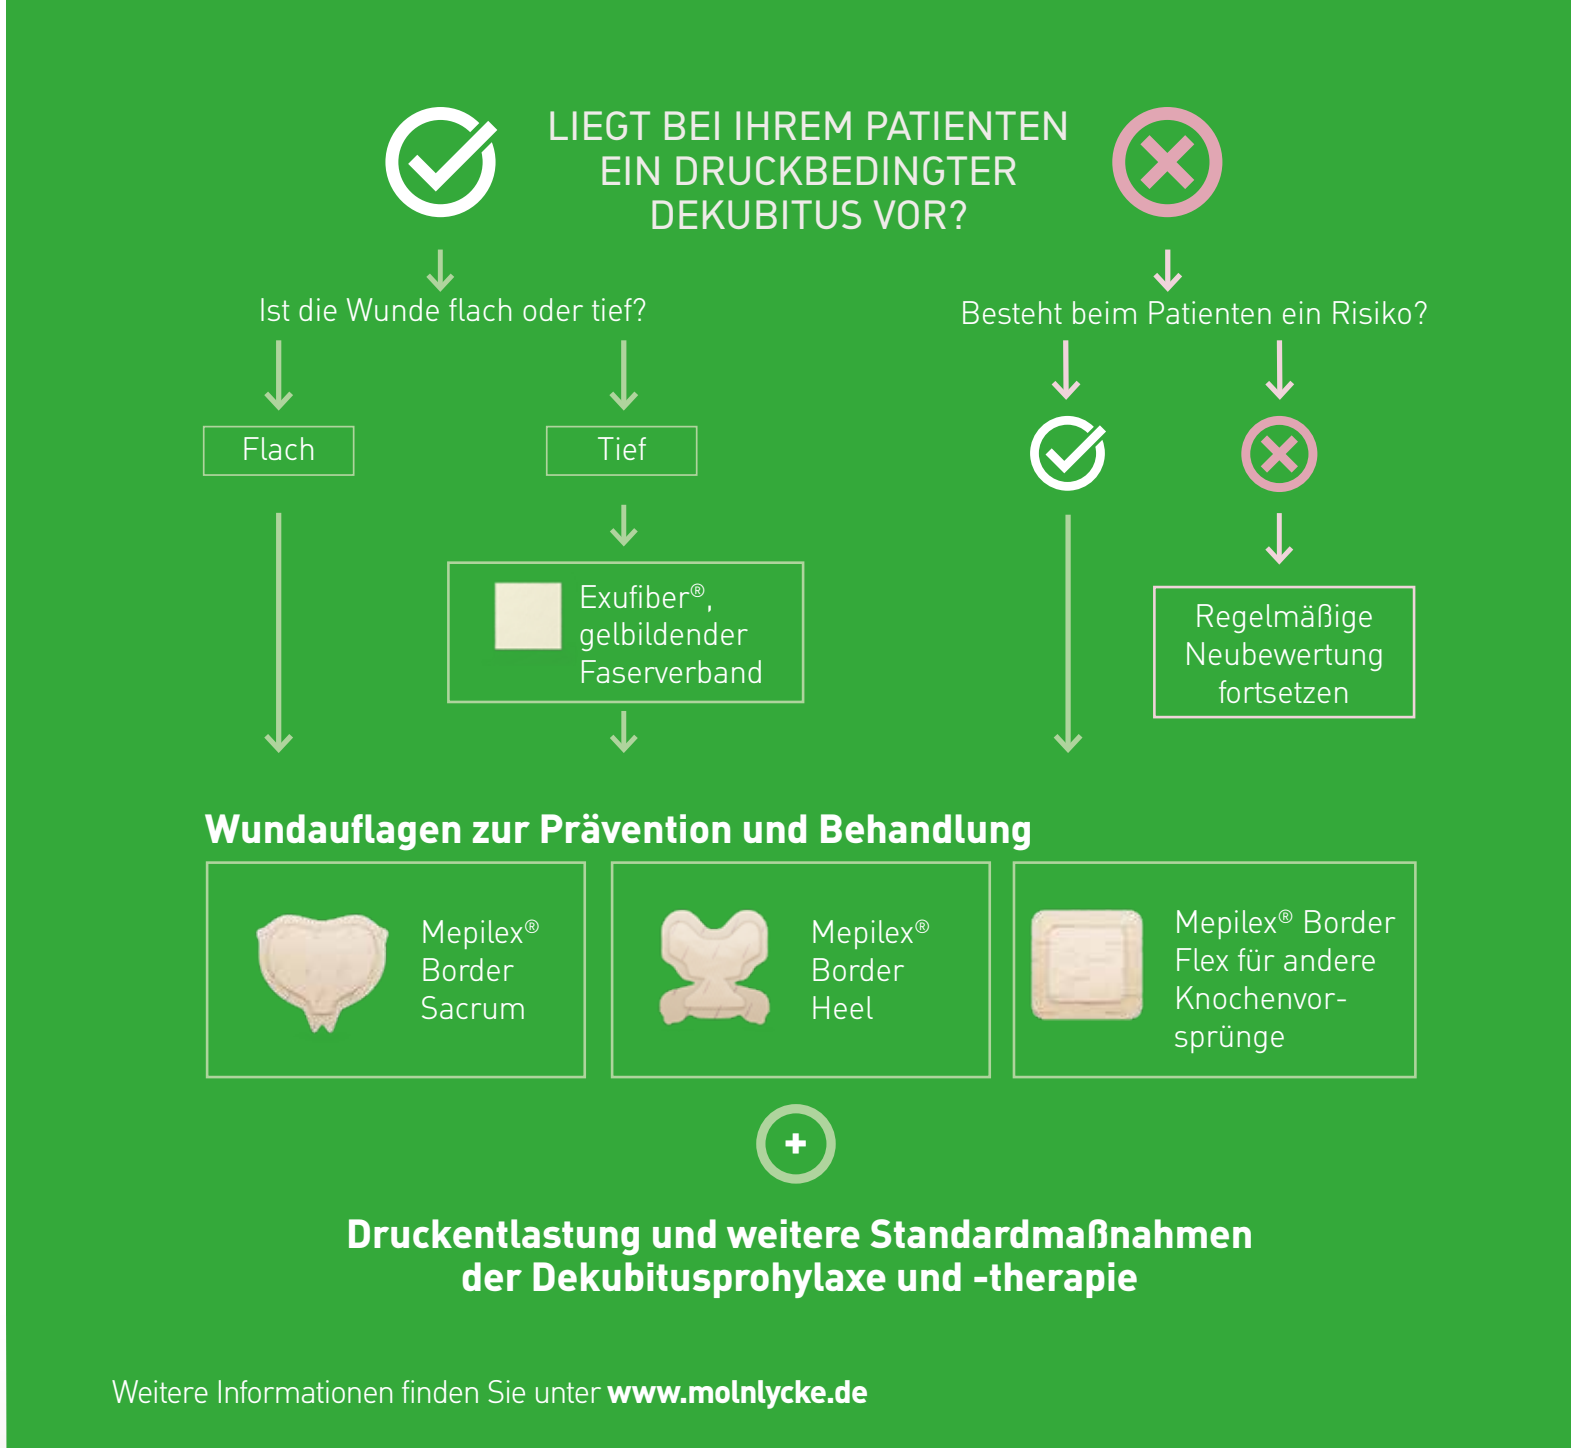 LIEGT BEI IHREM PATIENTEN
EIN DRUCKBEDINGTER
DEKUBITUS VOR?
Ist die Wunde flach oder tief?
Besteht beim Patienten ein Risiko?
Flach
Tief
Exufiber®,
gelbildender
Faserverband
Regelmäßige
Neubewertung
fortsetzen
Wundauflagen zur Prävention und Behandlung
Mepilex®
Border
Sacrum
Mepilex®
Border
Heel
Mepilex® Border
Flex für andere
Knochenvor-
sprünge
+
Druckentlastung und weitere Standardmaßnahmen
der Dekubitusprohylaxe und -therapie
Weitere Informationen finden Sie unter www.molnlycke.de